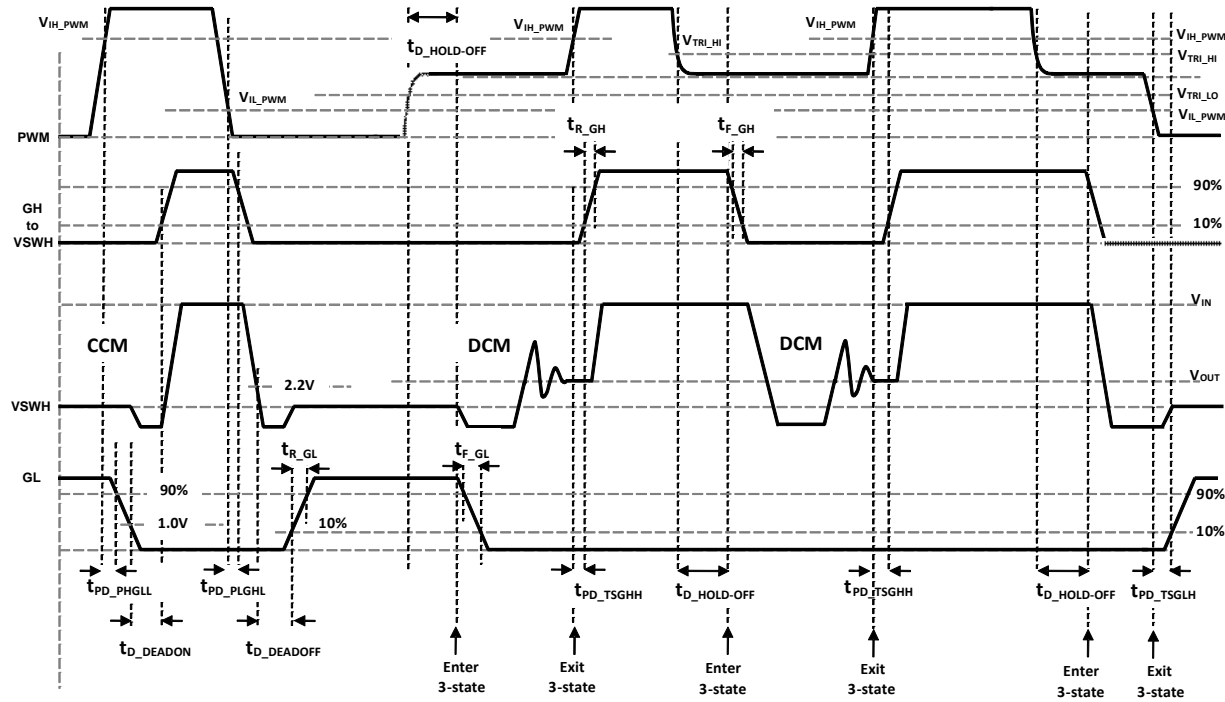 VIH_PWM
tD_HOLD-OFF
VIH_PWM
VTRI_HI
VIH_PWM
VIH_PWM
VTRI_HI
VIL_PWM
VTRI_LO
VIL_PWM
PWM
tR_GH
tF_GH
90%
GH
to
VSWH
10%
VIN
CCM
DCM
DCM
2.2V
VOUT
VSWH
tR_GL
tF_GL
GL
90%
90%
1.0V
10%
10%
tPD_PHGLL
tPD_PLGHL
tPD_TSGHH
tD_HOLD-OFF
tPD_TSGHH
tD_HOLD-OFF
tPD_TSGLH
tD_DEADON
tD_DEADOFF
Enter
3-state
Exit
3-state
Enter
3-state
Exit
3-state
Enter
3-state
Exit
3-state